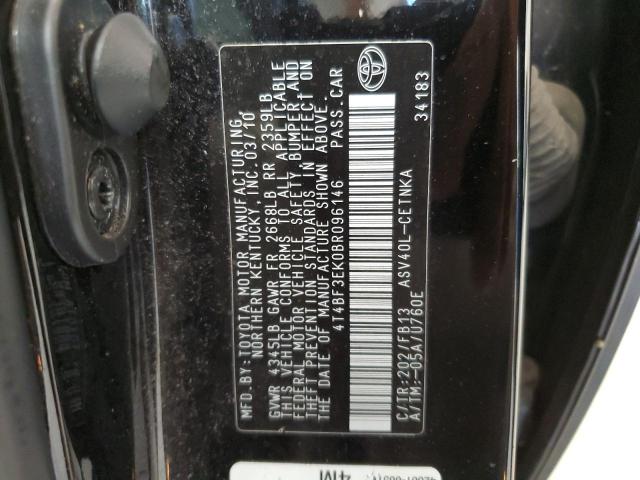 MFD. BY: TOYOTA MOTOR MANUFACTURING,
NORTHERN KENTUCKY, INC. 03/10
GVWR 4345LB GAWR FR 2668LB RR 2359LB
THIS VEHICLE CONFORMS TO ALL APPLICABLE
FEDERAL MOTOR VEHICLE SAFETY, BUMPER AND
THEFT PREVENTION STANDARDS IN EFFECT ON
THE DATE OF MANUFACTURE SHOWN ABOVE.
4T4BF3EK0BR096146 PASS.CAR
C/TR:202/FB13 ASV40L-CETNKA
A/TM:-05A/U760E 34183
4M